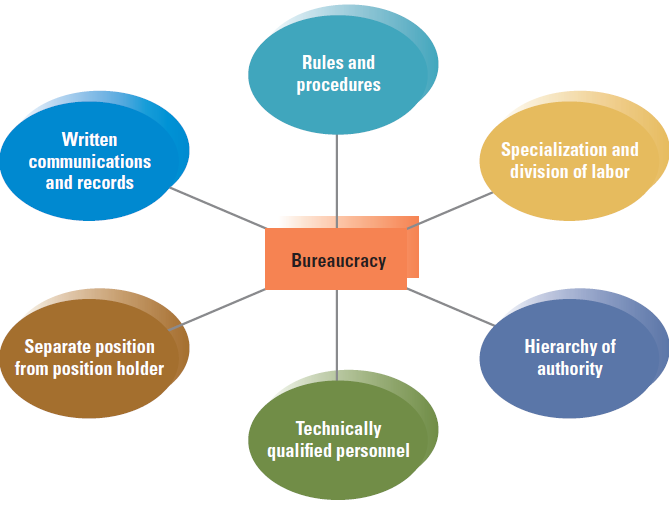 Rules and
procedures
Written
communications
and records
Specialization and
division of labor
Bureaucracy
Separate position
from position holder
Hierarchy of
authority
Technically
qualified personnel